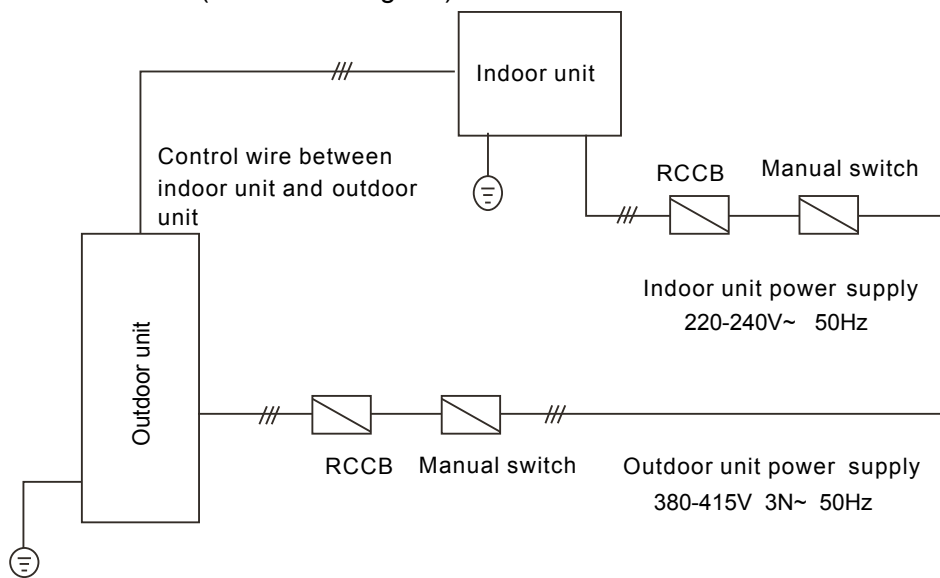 Indoor unit
Control wire between
indoor unit and outdoor
unit
RCCB
Manual switch
Indoor unit power supply
220-240V~ 50Hz
Outdoor unit
RCCB
Manual switch
Outdoor unit power supply
380-415V 3N~ 50Hz